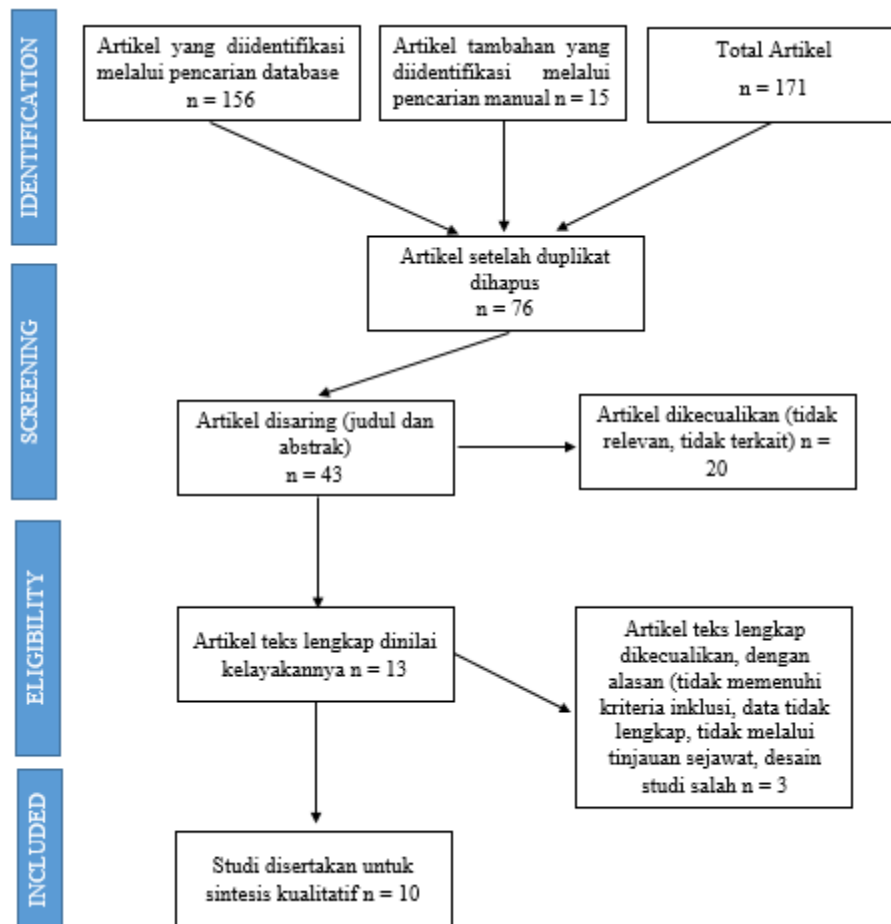 IDENTIFICATION
Artikel yang diidentifikasi
melalui pencarian database
n = 156
Artikel tambahan yang
diidentifikasi melalui
pencarian manual n = 15
Total Artikel
n = 171
Artikel setelah duplikat
dihapus
n = 76
SCREENING
Artikel disaring (judul dan
abstrak)
n = 43
Artikel dikecualikan (tidak
relevan, tidak terkait) n =
20
ELIGIBILITY
Artikel teks lengkap dinilai
kelayakannya n = 13
Artikel teks lengkap
dikecualikan, dengan
alasan (tidak memenuhi
kriteria inklusi, data tidak
lengkap, tidak melalui
tinjauan sejawat, desain
studi salah n = 3
INCLUDED
Studi disertakan untuk
sintesis kualitatif n = 10